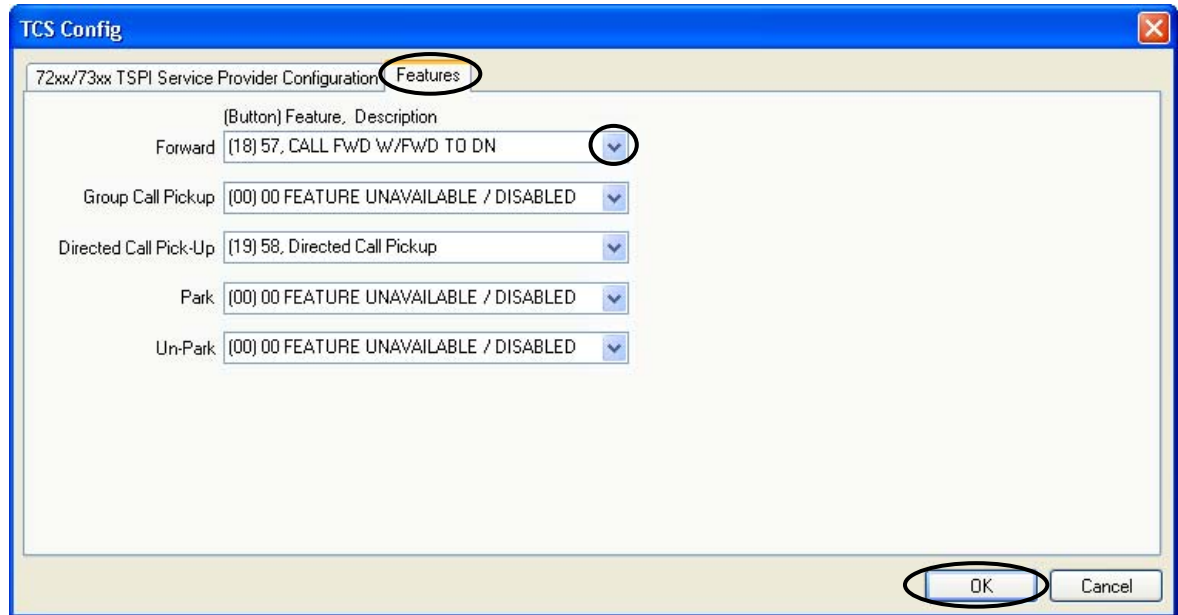 TCS Config
72xx/73xx TSPI Service Provider Configuration Features
(Button) Feature, Description
Forward (18) 57, CALL FWD W/FWD TO DN
Group Call Pickup (00) 00 FEATURE UNAVAILABLE / DISABLED
Directed Call Pick-Up (19) 58, Directed Call Pickup
Park (00) 00 FEATURE UNAVAILABLE / DISABLED
Un-Park (00) 00 FEATURE UNAVAILABLE / DISABLED
OK Cancel